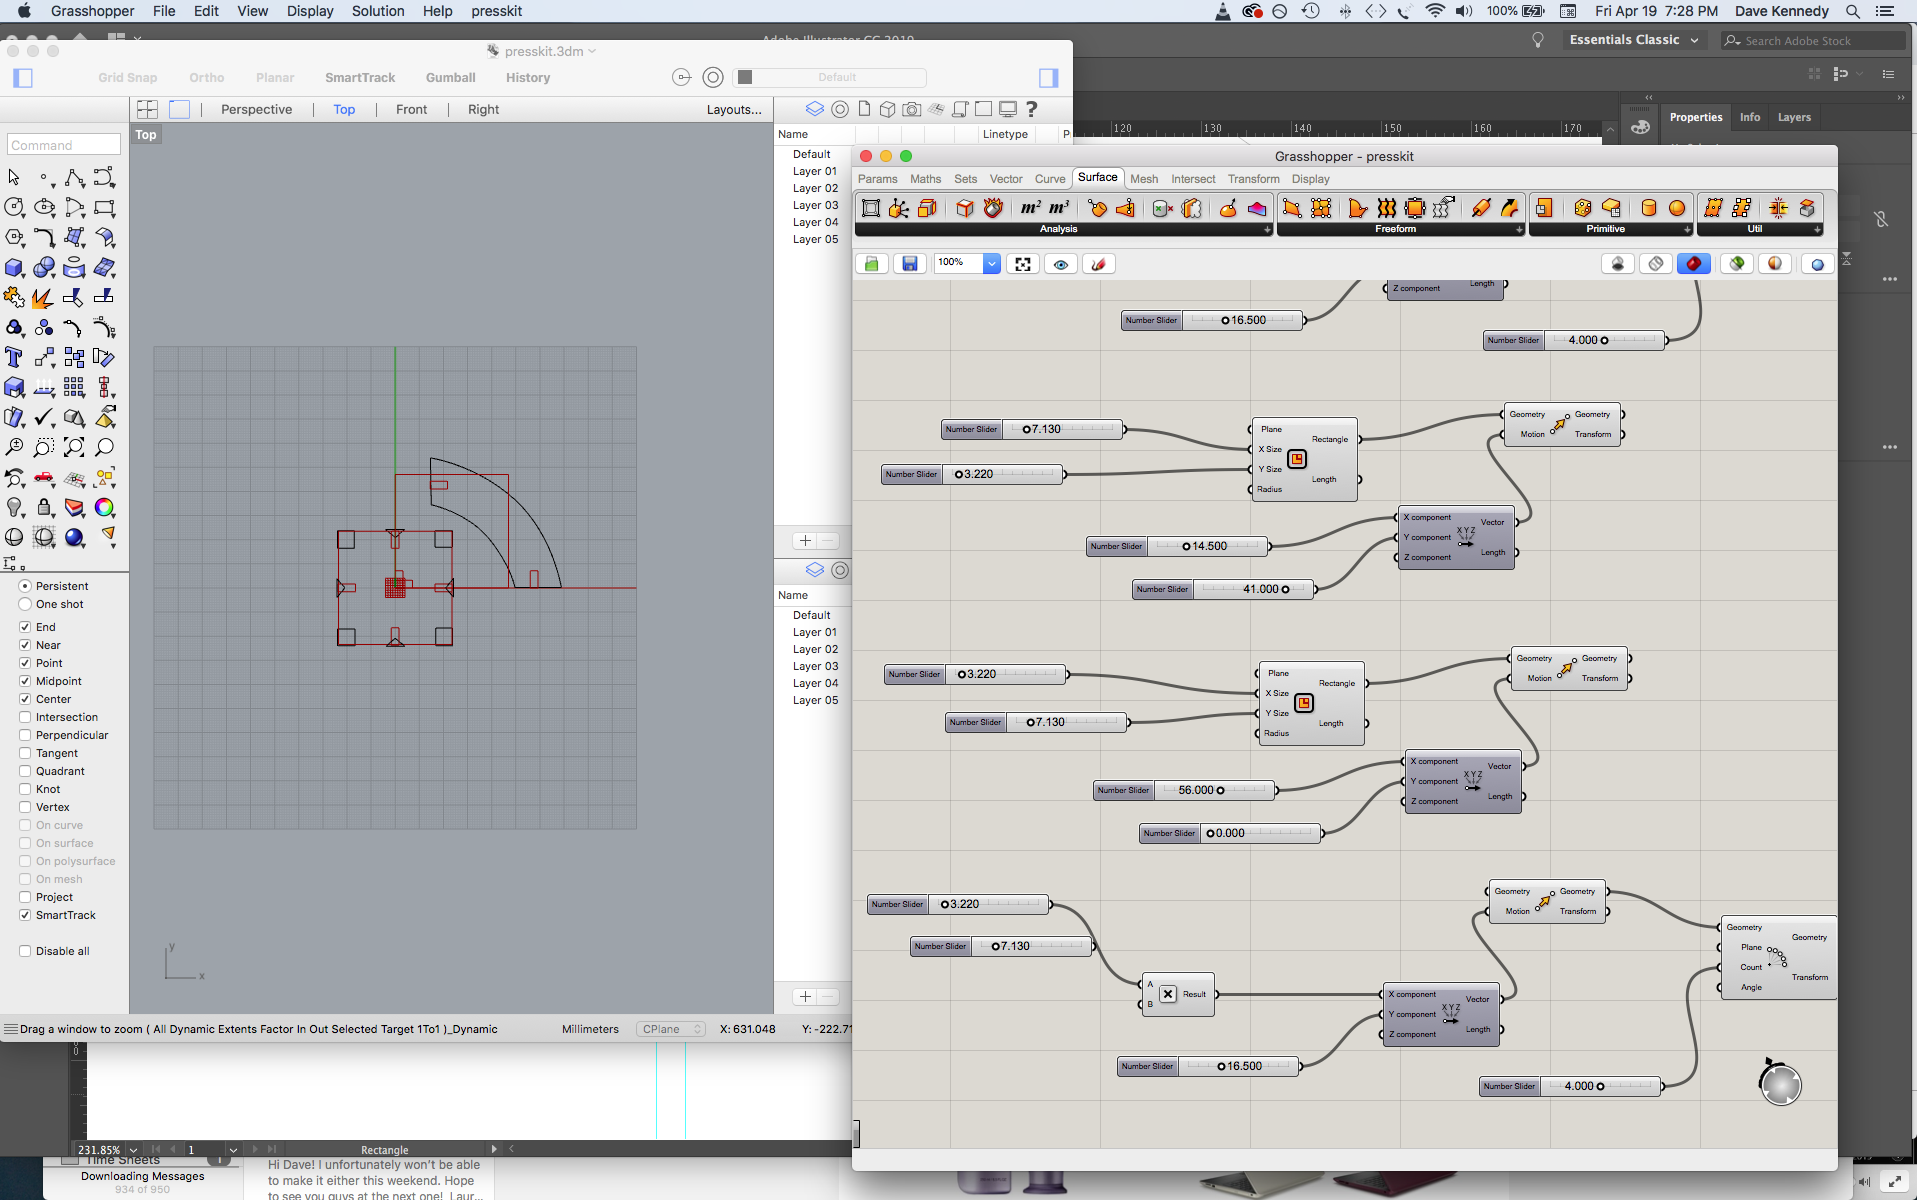 Grasshopper File Edit View Display Solution Help presskit
100% Fri Apr 19 7:28 PM Dave Kennedy
Essentials Classic
Search Adobe Stock
presskit.3dm
Grid Snap Ortho Planar SmartTrack Gumball History Default
Perspective Top Front Right Layouts...
Top
Command
Name Linetype
Default
Layer 01
Layer 02
Layer 03
Layer 04
Layer 05
Name
Default
Layer 01
Layer 02
Layer 03
Layer 04
Layer 05
Persistent
One shot
End
Near
Point
Midpoint
Center
Intersection
Perpendicular
Tangent
Quadrant
Knot
Vertex
On curve
On surface
On polysurface
On mesh
Project
SmartTrack
Disable all
y
x
Drag a window to zoom ( All Dynamic Extents Factor In Out Selected Target 1To1 )_Dynamic
Millimeters CPlane X: 631.048 Y: -222.71
120 130 140 150 160 170
Properties Info Layers
Grasshopper - presskit
Params Maths Sets Vector Curve Surface Mesh Intersect Transform Display
m² m³
Analysis Freeform Primitive Util
100%
Z component Length
Number Slider 16.500
Number Slider 4.000
Number Slider 7.130
Number Slider 3.220
Plane
X Size
Y Size
Radius
Rectangle
Length
Geometry Geometry
Motion Transform
Number Slider 14.500
Number Slider 41.000
X component
Y component
Z component
XYZ
Vector
Length
Number Slider 3.220
Number Slider 7.130
Plane
X Size
Y Size
Radius
Rectangle
Length
Geometry Geometry
Motion Transform
Number Slider 56.000
Number Slider 0.000
X component
Y component
Z component
XYZ
Vector
Length
Number Slider 3.220
Number Slider 7.130
A
B
Result
Number Slider 16.500
X component
Y component
Z component
XYZ
Vector
Length
Geometry Geometry
Motion Transform
Number Slider 4.000
Geometry
Plane
Count
Angle
Geometry
Transform
231.85% 1 Rectangle
Time Sheets
Downloading Messages
934 of 950
Hi Dave! I unfortunately won't be able
to make it either this weekend. Hope
to see you guys at the next one! Laur...